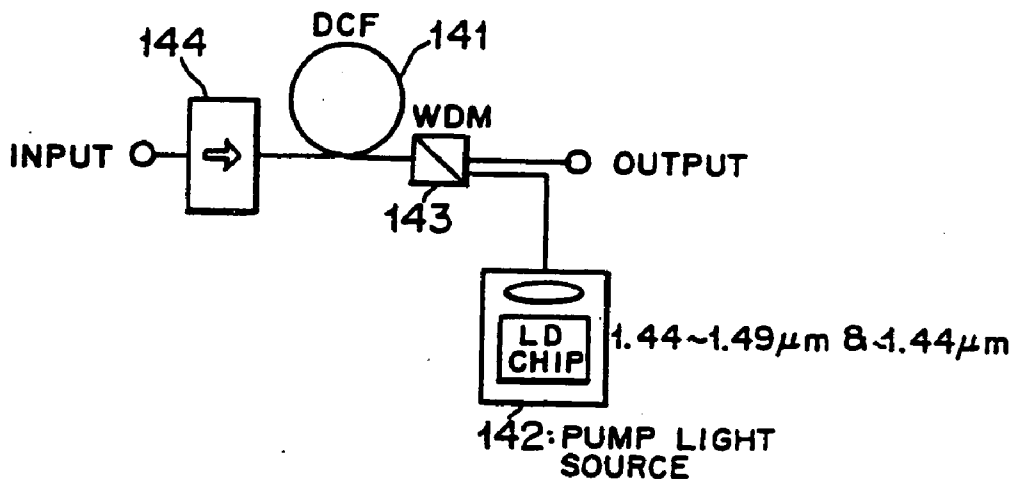 144
DCF
141
WDM
INPUT
OUTPUT
143
LD
CHIP
1.44~1.49μm & ~1.44μm
142: PUMP LIGHT
SOURCE